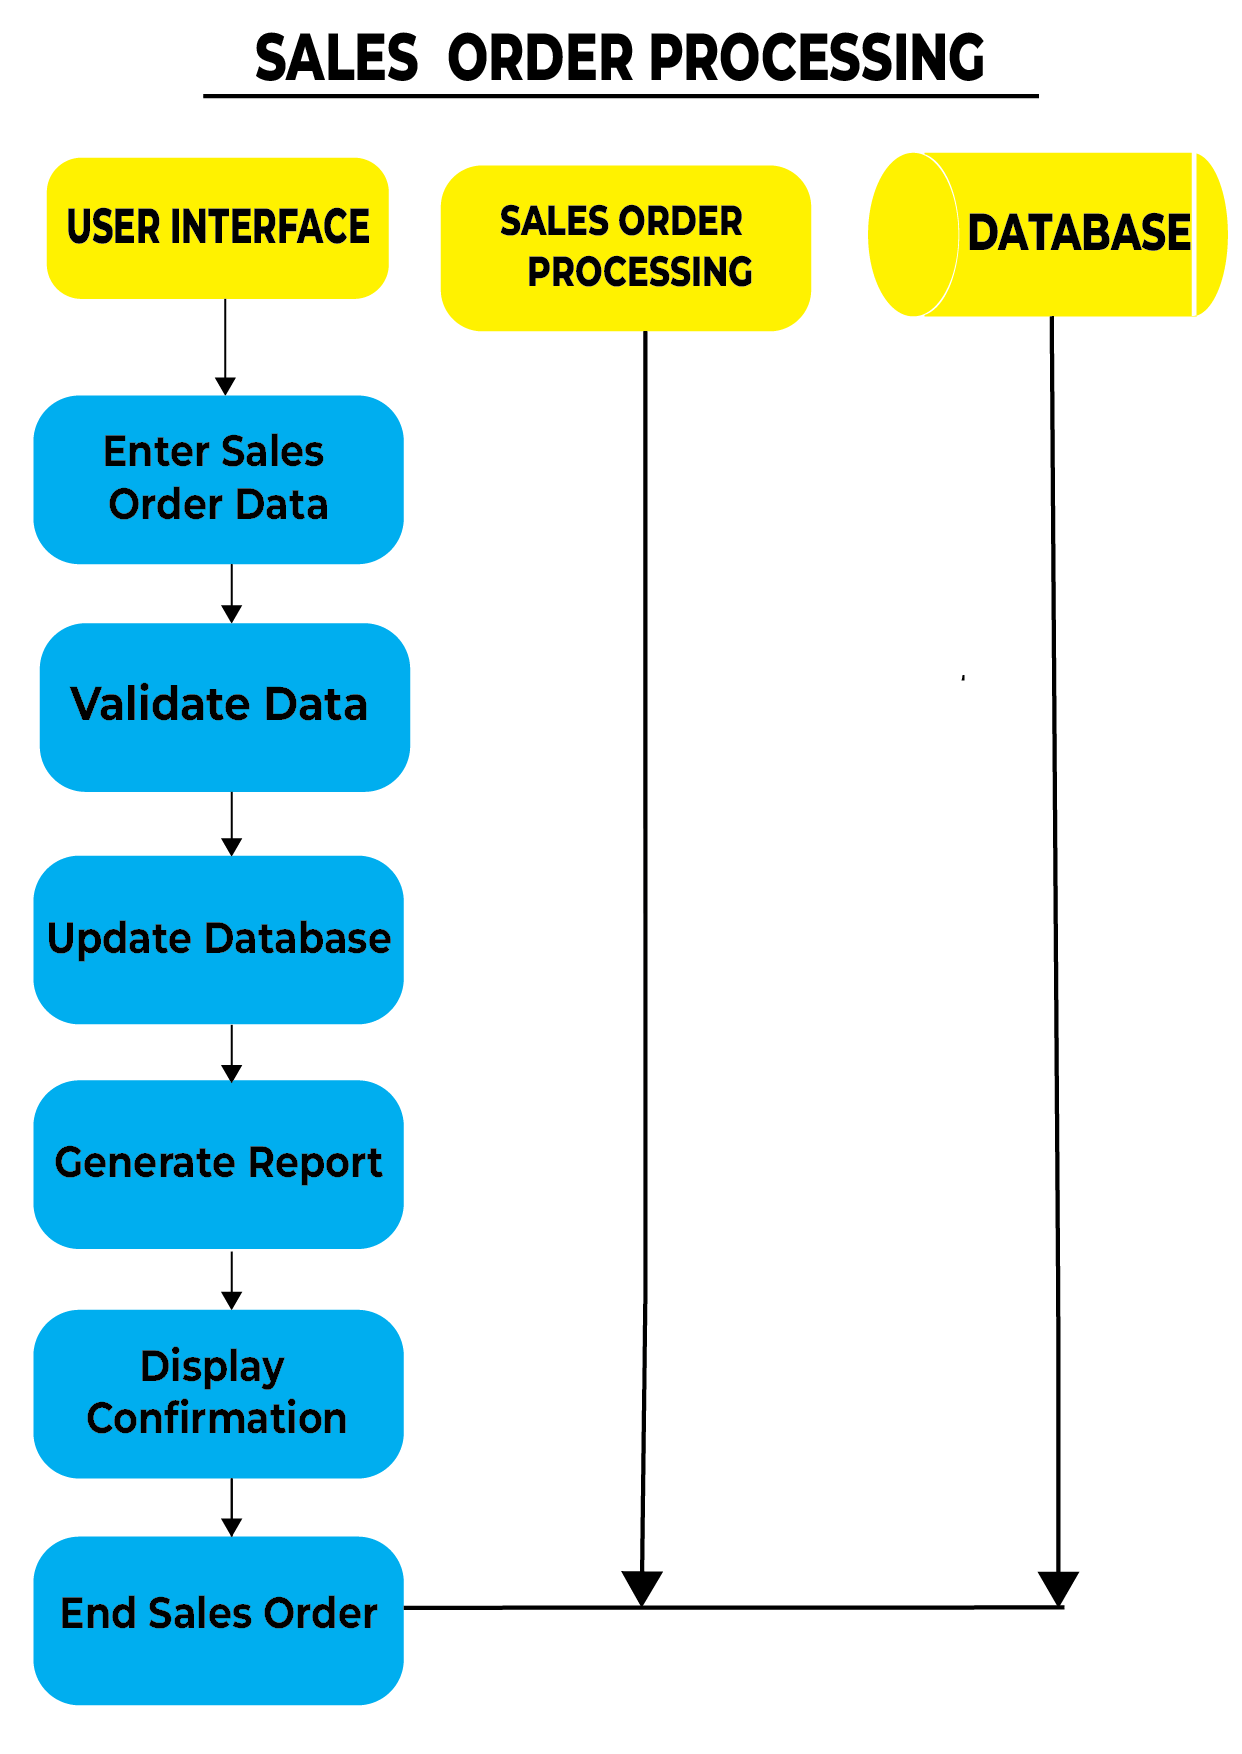 SALES ORDER PROCESSING
USER INTERFACE
SALES ORDER
PROCESSING
DATABASE
Enter Sales
Order Data
Validate Data
Update Database
Generate Report
Display
Confirmation
End Sales Order